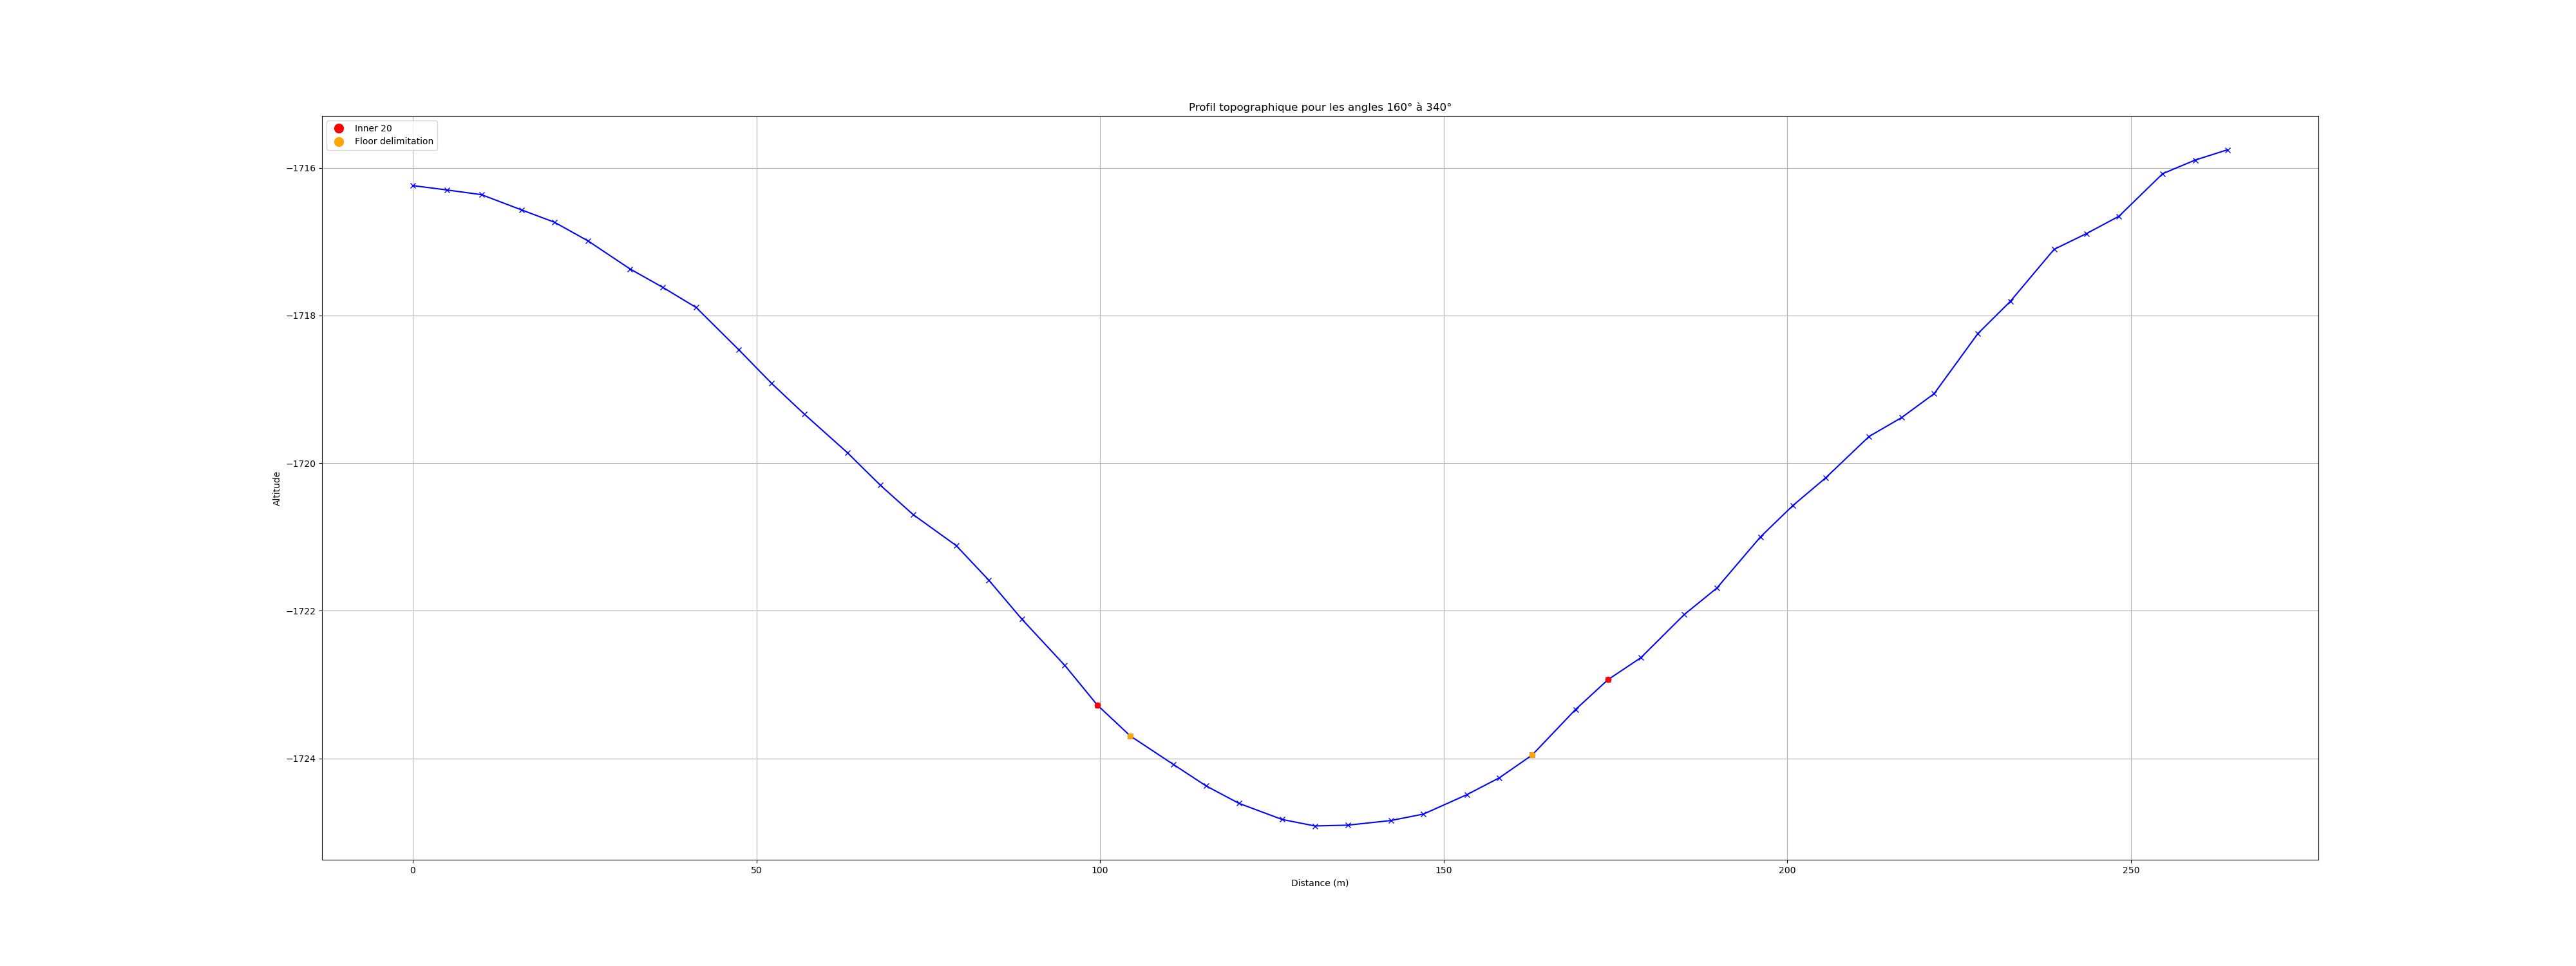 Profil topographique pour les angles 160° à 340°
Inner 20
Floor delimitation
Altitude
−1716
−1718
−1720
−1722
−1724
0
50
100
150
200
250
Distance (m)